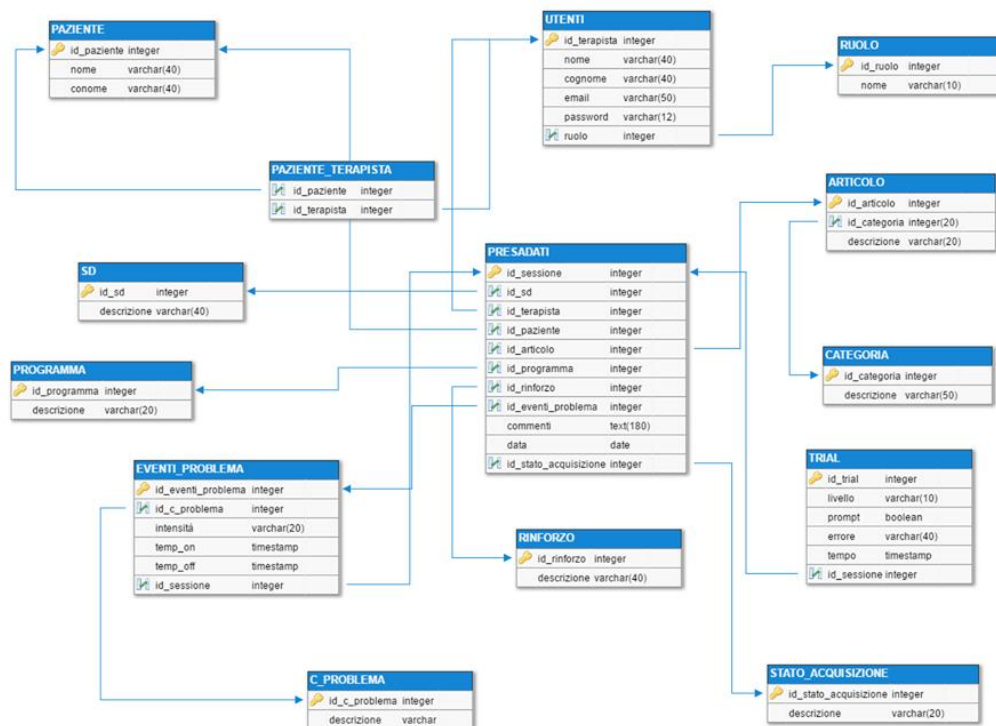 PAZIENTE
id_paziente integer
nome varchar(40)
conome varchar(40)
UTENTI
id_terapista integer
nome varchar(40)
cognome varchar(40)
email varchar(50)
password varchar(12)
ruolo integer
RUOLO
id_ruolo integer
nome varchar(10)
PAZIENTE_TERAPISTA
id_paziente integer
id_terapista integer
ARTICOLO
id_articolo integer
id_categoria integer(20)
descrizione varchar(20)
SD
id_sd integer
descrizione varchar(40)
PRESADATI
id_sessione integer
id_sd integer
id_terapista integer
id_paziente integer
id_articolo integer
id_programma integer
id_rinforzo integer
id_eventi_problema integer
commenti text(180)
data date
id_stato_acquisizione integer
PROGRAMMA
id_programma integer
descrizione varchar(20)
CATEGORIA
id_categoria integer
descrizione varchar(50)
EVENTI_PROBLEMA
id_eventi_problema integer
id_c_problema integer
intensitá varchar(20)
temp_on timestamp
temp_off timestamp
id_sessione integer
TRIAL
id_trial integer
livello varchar(10)
prompt boolean
errore varchar(40)
tempo timestamp
id_sessione integer
RINFORZO
id_rinforzo integer
descrizione varchar(40)
C_PROBLEMA
id_c_problema integer
descrizione varchar
STATO_ACQUISIZIONE
id_stato_acquisizione integer
descrizione varchar(20)